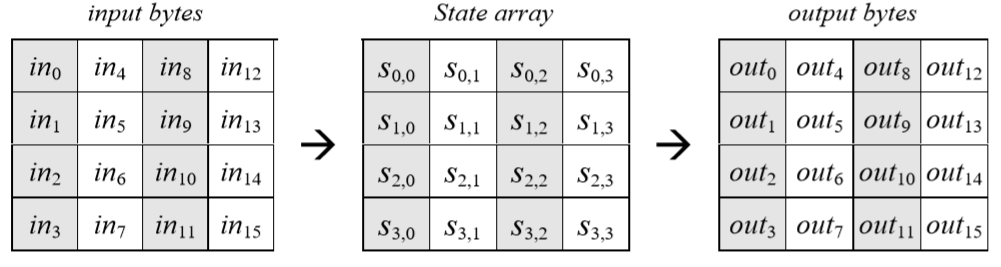 input bytes State array output bytes
in₀ in₄ in₈ in₁₂ S₀,₀ S₀,₁ S₀,₂ S₀,₃ out₀ out₄ out₈ out₁₂
in₁ in₅ in₉ in₁₃ S₁,₀ S₁,₁ S₁,₂ S₁,₃ out₁ out₅ out₉ out₁₃
in₂ in₆ in₁₀ in₁₄ S₂,₀ S₂,₁ S₂,₂ S₂,₃ out₂ out₆ out₁₀ out₁₄
in₃ in₇ in₁₁ in₁₅ S₃,₀ S₃,₁ S₃,₂ S₃,₃ out₃ out₇ out₁₁ out₁₅